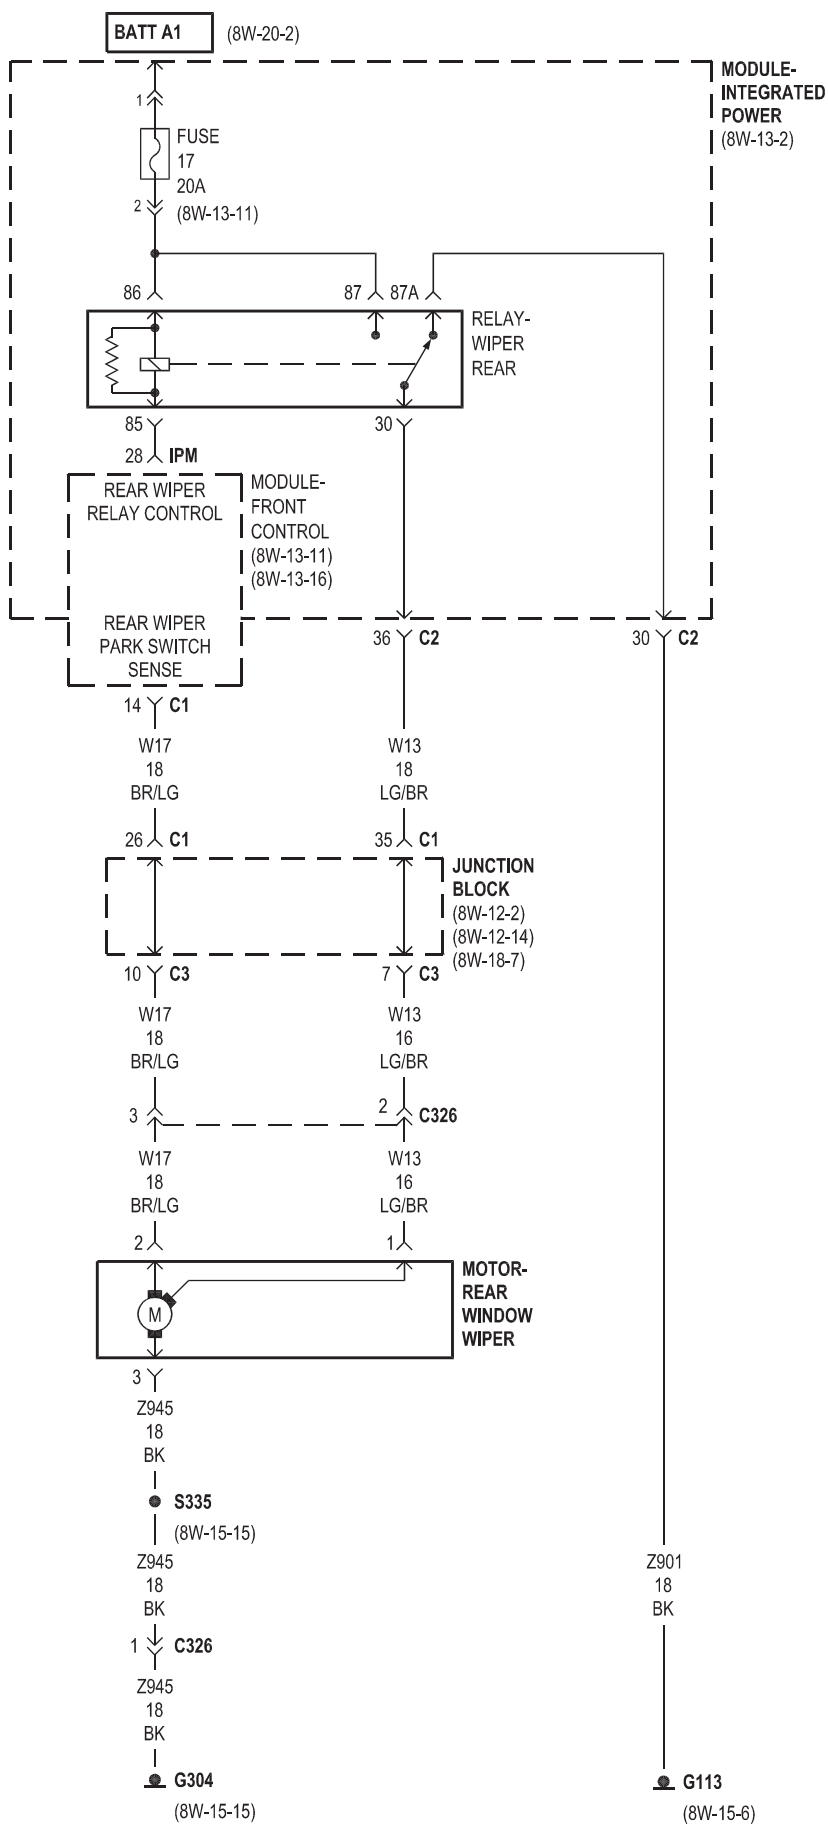 BATT A1 (8W-20-2)
MODULE-
INTEGRATED
POWER
(8W-13-2)
1
FUSE
17
20A
2
(8W-13-11)
86
87
87A
RELAY-
WIPER
REAR
85
30
28 IPM
REAR WIPER
RELAY CONTROL
MODULE-
FRONT
CONTROL
(8W-13-11)
(8W-13-16)
REAR WIPER
PARK SWITCH
SENSE
36 C2
30 C2
14 C1
W17
18
BR/LG
W13
18
LG/BR
26 C1
35 C1
JUNCTION
BLOCK
(8W-12-2)
(8W-12-14)
(8W-18-7)
10 C3
7 C3
W17
18
BR/LG
W13
16
LG/BR
3
2
C326
W17
18
BR/LG
W13
16
LG/BR
2
1
MOTOR-
REAR
WINDOW
WIPER
M
3
Z945
18
BK
S335
(8W-15-15)
Z945
18
BK
Z901
18
BK
1 C326
Z945
18
BK
G304
(8W-15-15)
G113
(8W-15-6)